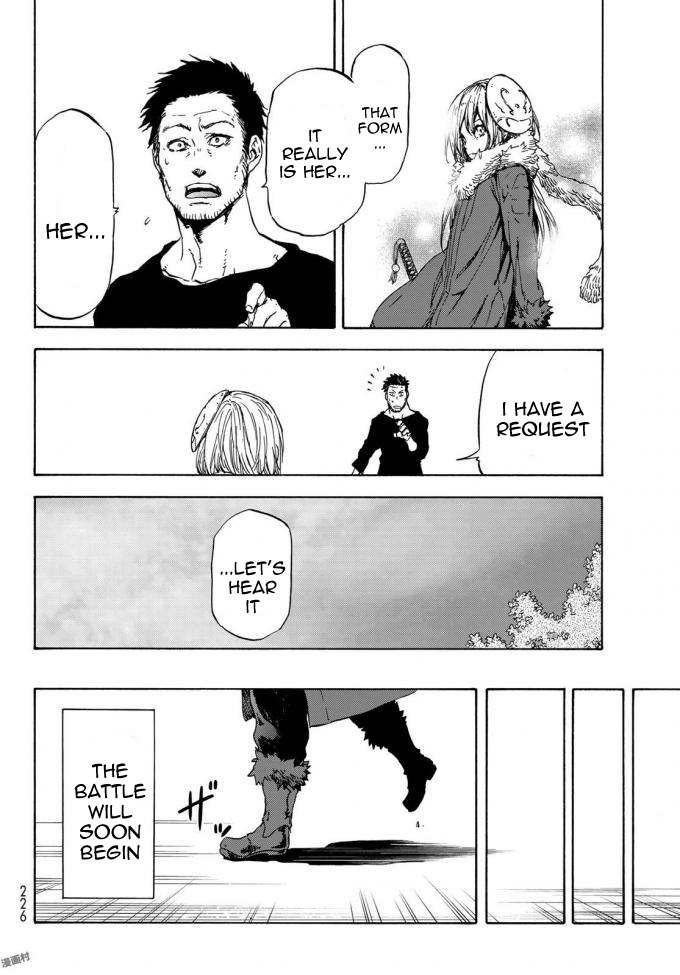 THAT
FORM
...
IT
REALLY
IS HER...
HER...
I HAVE A
REQUEST
...LET'S
HEAR
IT
THE
BATTLE
WILL
SOON
BEGIN
ザッ
226
漫画村